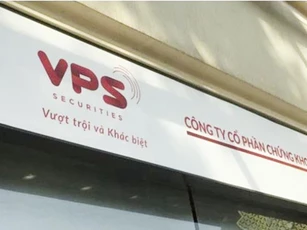 VPS
SECURITIES
Vượt trội và Khác biệt
CÔNG TY CỔ PHẦN CHỨNG KHO